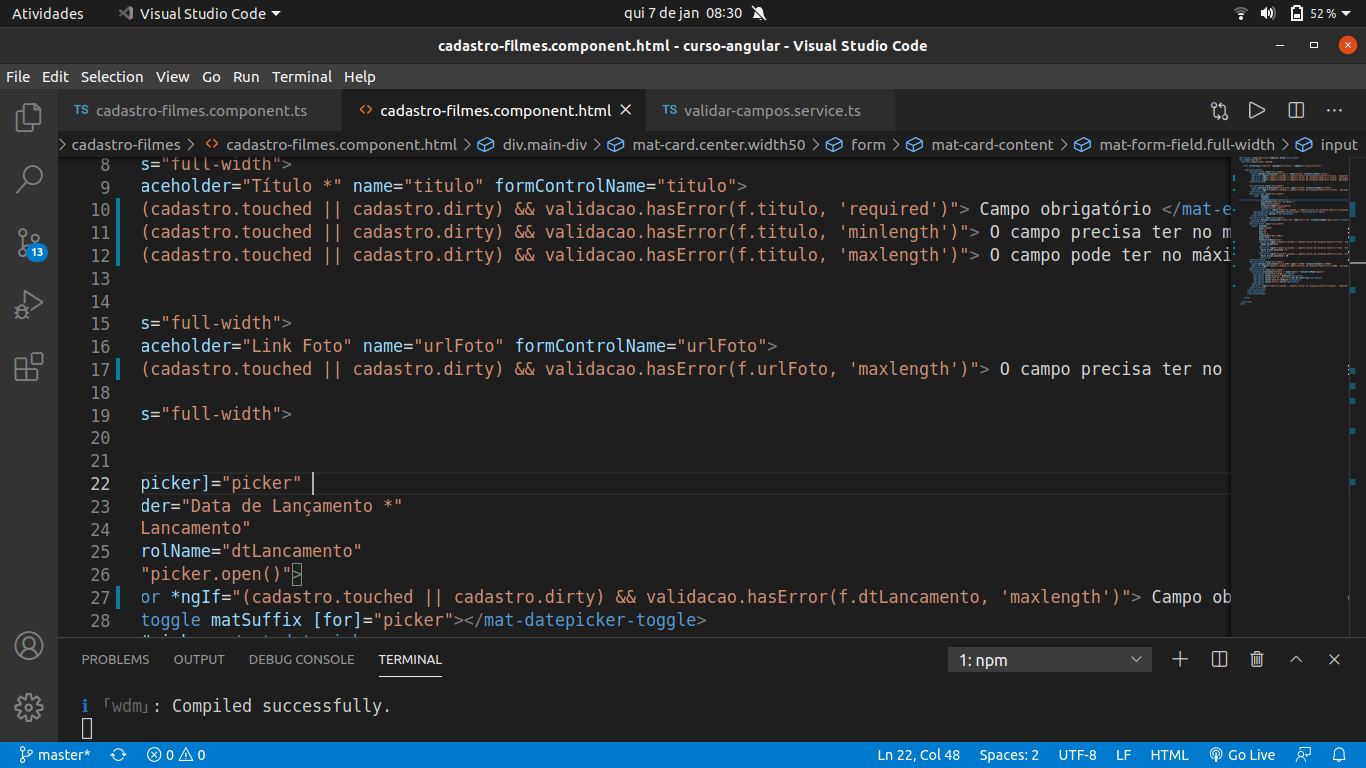 Atividades Visual Studio Code qui 7 de jan 08:30 52 %
cadastro-filmes.component.html - curso-angular - Visual Studio Code
File Edit Selection View Go Run Terminal Help
TS cadastro-filmes.component.ts <> cadastro-filmes.component.html TS validar-campos.service.ts
cadastro-filmes > <> cadastro-filmes.component.html > div.main-div > mat-card.center.width50 > form > mat-card-content > mat-form-field.full-width > input
8 s="full-width">
9 aceholder="Título *" name="titulo" formControlName="titulo">
10 (cadastro.touched || cadastro.dirty) && validacao.hasError(f.titulo, 'required')"> Campo obrigatório </mat-e
11 (cadastro.touched || cadastro.dirty) && validacao.hasError(f.titulo, 'minlength')"> O campo precisa ter no m
12 (cadastro.touched || cadastro.dirty) && validacao.hasError(f.titulo, 'maxlength')"> O campo pode ter no máxi
13
14
15 s="full-width">
16 aceholder="Link Foto" name="urlFoto" formControlName="urlFoto">
17 (cadastro.touched || cadastro.dirty) && validacao.hasError(f.urlFoto, 'maxlength')"> O campo precisa ter no
18
19 s="full-width">
20
21
22 picker]="picker"
23 der="Data de Lançamento *"
24 Lancamento"
25 rolName="dtLancamento"
26 "picker.open()">
27 or *ngIf="(cadastro.touched || cadastro.dirty) && validacao.hasError(f.dtLancamento, 'maxlength')"> Campo ob
28 toggle matSuffix [for]="picker"></mat-datepicker-toggle>
13
PROBLEMS OUTPUT DEBUG CONSOLE TERMINAL 1: npm
i ｢wdm｣: Compiled successfully.
master* 0 0 Ln 22, Col 48 Spaces: 2 UTF-8 LF HTML Go Live